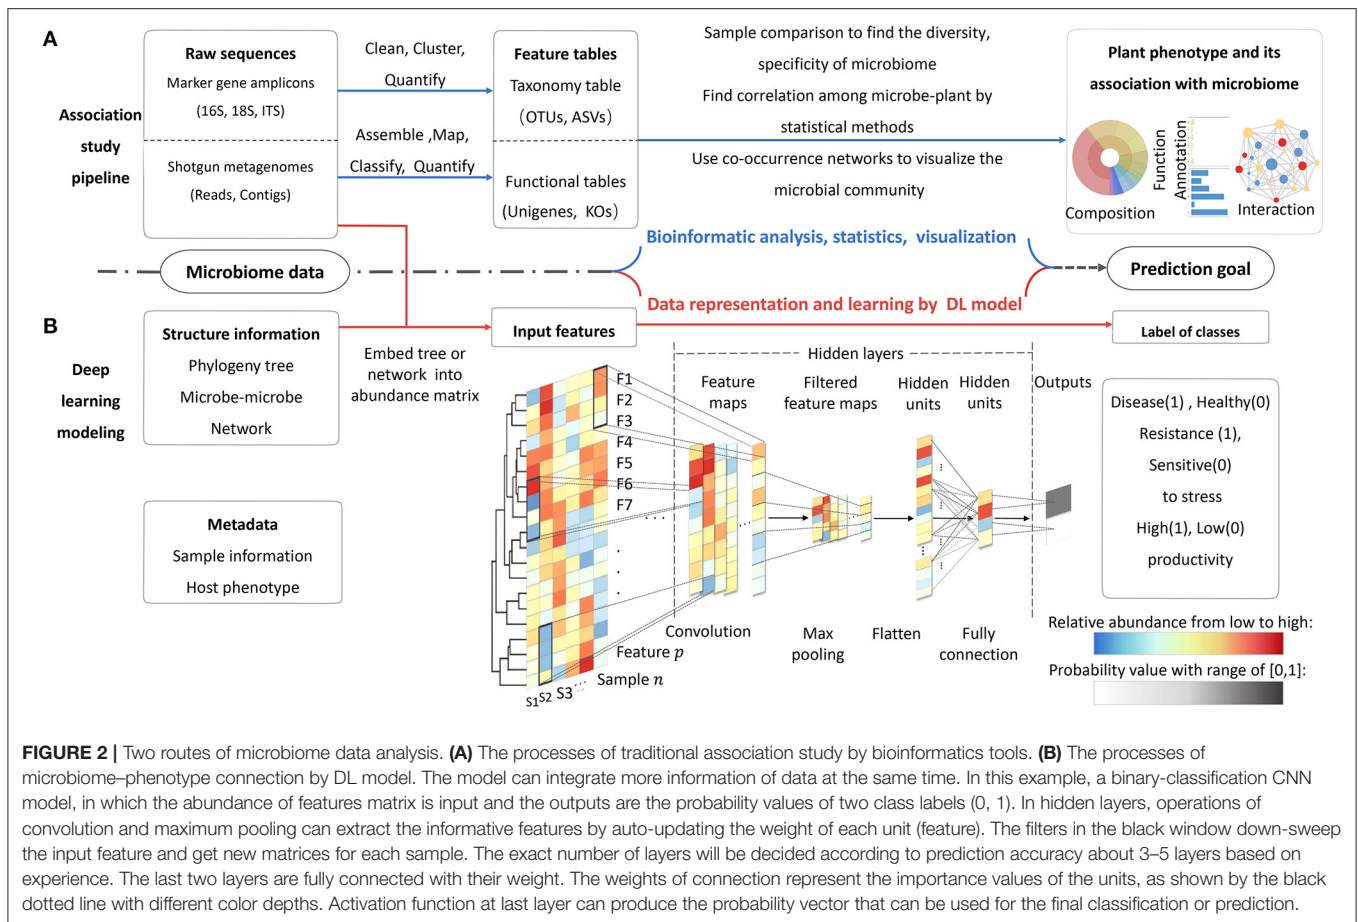 A
Association
study
pipeline
Raw sequences
Marker gene amplicons
(16S, 18S, ITS)
Shotgun metagenomes
(Reads, Contigs)
Clean, Cluster,
Quantify
Assemble ,Map,
Classify, Quantify
Feature tables
Taxonomy table
(OTUs, ASVs)
Functional tables
(Unigenes, KOs)
Sample comparison to find the diversity,
specificity of microbiome
Find correlation among microbe-plant by
statistical methods
Use co-occurrence networks to visualize the
microbial community
Plant phenotype and its
association with microbiome
Composition
Function
Annotation
Interaction
Microbiome data
Bioinformatic analysis, statistics, visualization
Data representation and learning by DL model
Prediction goal
B
Deep
learning
modeling
Structure information
Phylogeny tree
Microbe-microbe
Network
Metadata
Sample information
Host phenotype
Embed tree or
network into
abundance matrix
Input features
Label of classes
F1
F2
F3
F4
F5
F6
F7
Feature p
Sample n
S1 S2 S3
Hidden layers
Feature
maps
Filtered
feature maps
Hidden
units
Hidden
units
Outputs
Convolution
Max
pooling
Flatten
Fully
connection
Disease(1) , Healthy(0)
Resistance (1),
Sensitive(0)
to stress
High(1), Low(0)
productivity
Relative abundance from low to high:
Probability value with range of [0,1]:
FIGURE 2 | Two routes of microbiome data analysis. (A) The processes of traditional association study by bioinformatics tools. (B) The processes of
microbiome–phenotype connection by DL model. The model can integrate more information of data at the same time. In this example, a binary-classification CNN
model, in which the abundance of features matrix is input and the outputs are the probability values of two class labels (0, 1). In hidden layers, operations of
convolution and maximum pooling can extract the informative features by auto-updating the weight of each unit (feature). The filters in the black window down-sweep
the input feature and get new matrices for each sample. The exact number of layers will be decided according to prediction accuracy about 3–5 layers based on
experience. The last two layers are fully connected with their weight. The weights of connection represent the importance values of the units, as shown by the black
dotted line with different color depths. Activation function at last layer can produce the probability vector that can be used for the final classification or prediction.